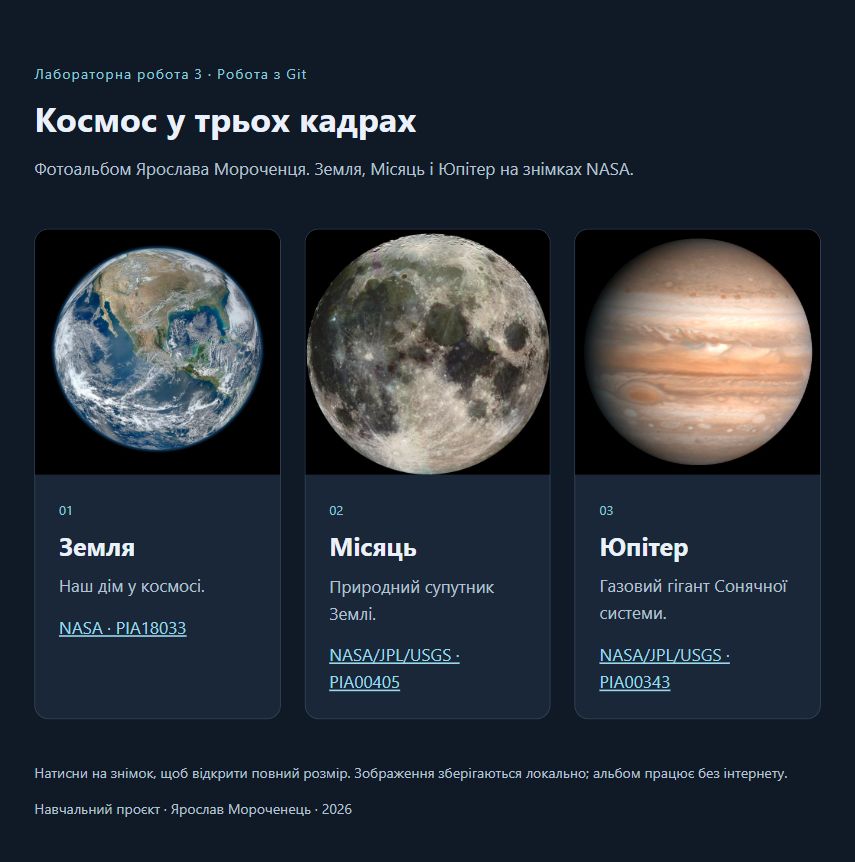 Лабораторна робота 3 · Робота з Git
Космос у трьох кадрах
Фотоальбом Ярослава Мороченця. Земля, Місяць і Юпітер на знімках NASA.
01
Земля
Наш дім у космосі.
NASA · PIA18033
02
Місяць
Природний супутник
Землі.
NASA/JPL/USGS ·
PIA00405
03
Юпітер
Газовий гігант Сонячної
системи.
NASA/JPL/USGS ·
PIA00343
Натисни на знімок, щоб відкрити повний розмір. Зображення зберігаються локально; альбом працює без інтернету.
Навчальний проєкт · Ярослав Мороченець · 2026